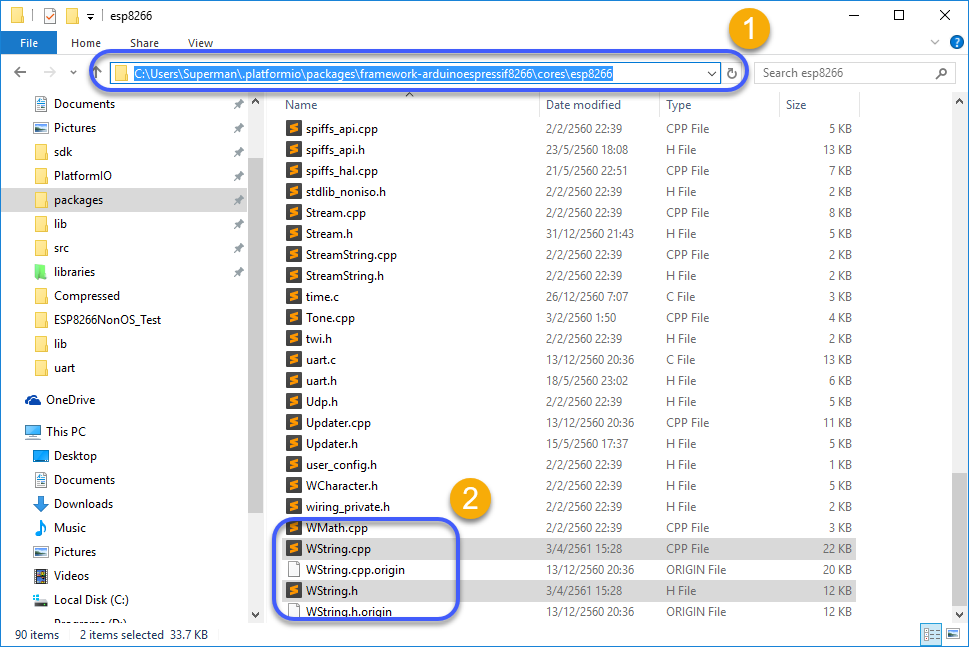 esp8266
1
File Home Share View
C:\Users\Superman\.platformio\packages\framework-arduinoespressif8266\cores\esp8266
Search esp8266
Documents
Pictures
sdk
PlatformIO
packages
lib
src
libraries
Compressed
ESP8266NonOS_Test
lib
uart
OneDrive
This PC
Desktop
Documents
Downloads
Music
Pictures
Videos
Local Disk (C:)
Name Date modified Type Size
spiffs_api.cpp 2/2/2560 22:39 CPP File 5 KB
spiffs_api.h 23/5/2560 18:08 H File 13 KB
spiffs_hal.cpp 21/5/2560 22:51 CPP File 7 KB
stdlib_noniso.h 2/2/2560 22:39 H File 2 KB
Stream.cpp 2/2/2560 22:39 CPP File 8 KB
Stream.h 31/12/2560 21:43 H File 5 KB
StreamString.cpp 2/2/2560 22:39 CPP File 2 KB
StreamString.h 2/2/2560 22:39 H File 2 KB
time.c 26/12/2560 7:07 C File 3 KB
Tone.cpp 3/2/2560 1:50 CPP File 4 KB
twi.h 2/2/2560 22:39 H File 2 KB
uart.c 13/12/2560 20:36 C File 13 KB
uart.h 18/5/2560 23:02 H File 6 KB
Udp.h 2/2/2560 22:39 H File 5 KB
Updater.cpp 13/12/2560 20:36 CPP File 11 KB
Updater.h 15/5/2560 17:37 H File 5 KB
user_config.h 2/2/2560 22:39 H File 1 KB
WCharacter.h 2/2/2560 22:39 H File 5 KB
wiring_private.h 2/2/2560 22:39 H File 2 KB
2
WMath.cpp 2/2/2560 22:39 CPP File 3 KB
WString.cpp 3/4/2561 15:28 CPP File 22 KB
WString.cpp.origin 13/12/2560 20:36 ORIGIN File 20 KB
WString.h 3/4/2561 15:28 H File 12 KB
WString.h.origin 13/12/2560 20:36 ORIGIN File 12 KB
90 items 2 items selected 33.7 KB